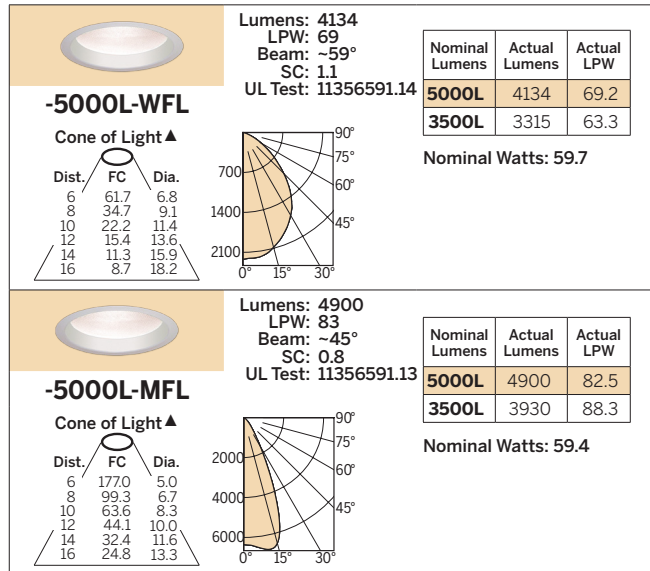 Lumens: 4134
LPW: 69
Beam: ~59°
SC: 1.1
UL Test: 11356591.14
-5000L-WFL
Cone of Light▲
Dist. FC Dia.
6 61.7 6.8
8 34.7 9.1
10 22.2 11.4
12 15.4 13.6
14 11.3 15.9
16 8.7 18.2
90°
75°
700
60°
1400
45°
2100
0° 15° 30°
Nominal Lumens Actual Lumens Actual LPW
5000L 4134 69.2
3500L 3315 63.3
Nominal Watts: 59.7
Lumens: 4900
LPW: 83
Beam: ~45°
SC: 0.8
UL Test: 11356591.13
-5000L-MFL
Cone of Light▲
Dist. FC Dia.
6 177.0 5.0
8 99.3 6.7
10 63.6 8.3
12 44.1 10.0
14 32.4 11.6
16 24.8 13.3
90°
75°
2000
60°
4000
45°
6000
0° 15° 30°
Nominal Lumens Actual Lumens Actual LPW
5000L 4900 82.5
3500L 3930 88.3
Nominal Watts: 59.4